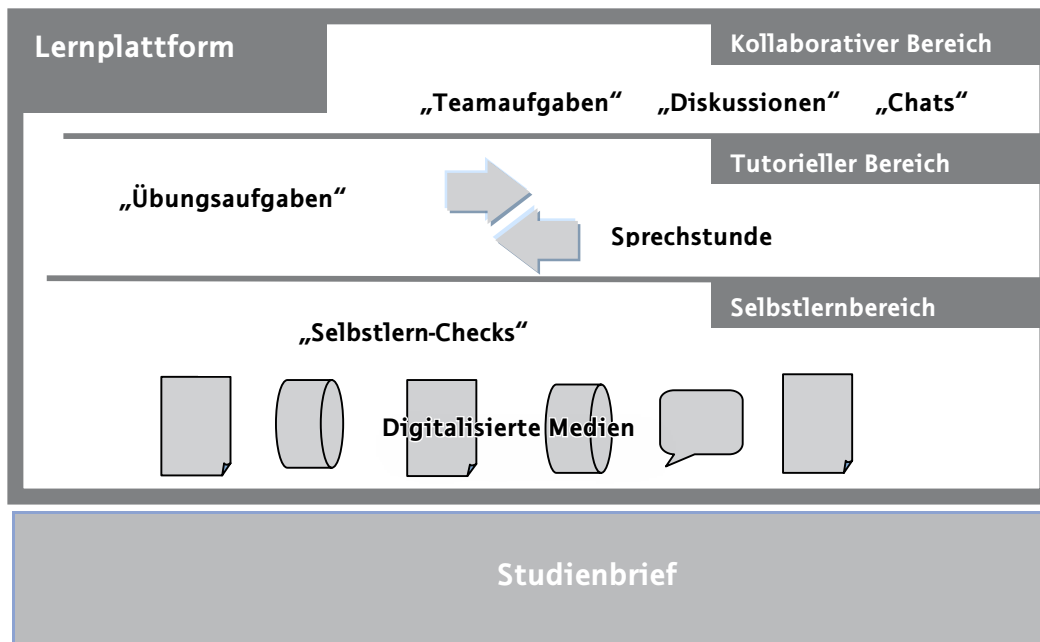 Lernplattform
Kollaborativer Bereich
„Teamaufgaben“ „Diskussionen“ „Chats“
Tutorieller Bereich
„Übungsaufgaben“
Sprechstunde
Selbstlernbereich
„Selbstlern-Checks“
Digitalisierte Medien
Studienbrief